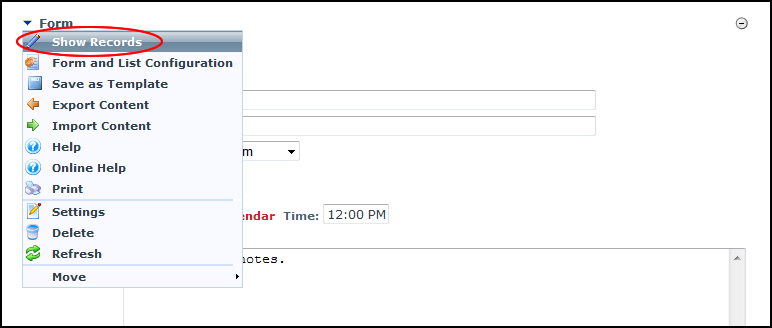 Form
Show Records
Form and List Configuration
Save as Template
Export Content
Import Content
Help
m
Online Help
Print
Settings
endar Time: 12:00 PM
Delete
Refresh
notes.
Move